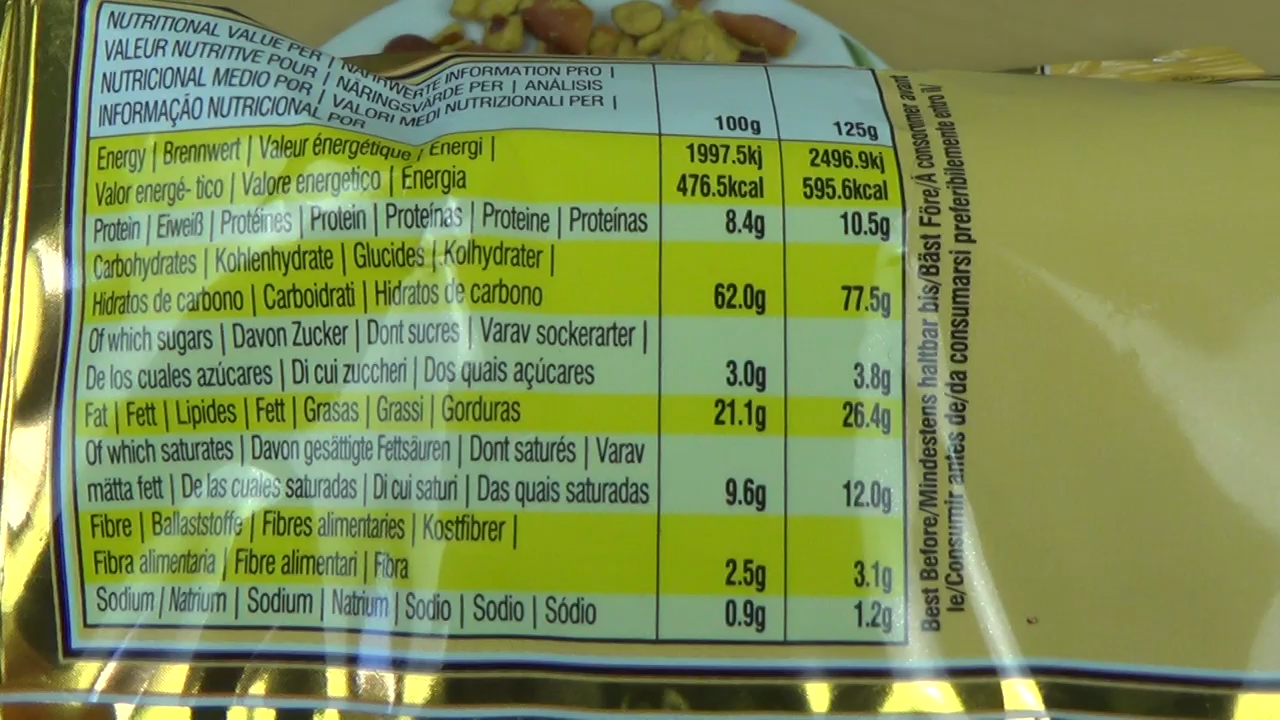 NUTRITIONAL VALUE PER | NÄHRWERTE INFORMATION PRO |
VALEUR NUTRITIVE POUR | NÄRINGSVÄRDE PER | ANÁLISIS
NUTRICIONAL MEDIO POR | VALORI MEDI NUTRIZIONALI PER |
INFORMAÇÃO NUTRICIONAL POR
100g 125g
Energy | Brennwert | Valeur énergétique / Energi | 1997.5kj 2496.9kj
Valor energé- tico | Valore energetico | Energia 476.5kcal 595.6kcal
Protein | Eiweiß | Protéines | Protein | Proteínas | Proteine | Proteínas 8.4g 10.5g
Carbohydrates | Kohlenhydrate | Glucides | Kolhydrater |
Hidratos de carbono | Carboidrati | Hidratos de carbono 62.0g 77.5g
Of which sugars | Davon Zucker | Dont sucres | Varav sockerarter |
De los cuales azúcares | Di cui zuccheri | Dos quais açúcares 3.0g 3.8g
Fat | Fett | Lipides | Fett | Grasas | Grassi | Gorduras 21.1g 26.4g
Of which saturates | Davon gesättigte Fettsäuren | Dont saturés | Varav
mätta fett | De las cuales saturadas | Di cui saturi | Das quais saturadas 9.6g 12.0g
Fibre | Ballaststoffe | Fibres alimentaries | Kostfibrer |
Fibra alimentaria | Fibre alimentari | Fibra 2.5g 3.1g
Sodium | Natrium | Sodium | Natrium | Sodio | Sodio | Sódio 0.9g 1.2g
Best Before/Mindestens haltbar bis/Bäst Före/À consommer avant
le/Consumir antes de/da consumarsi preferibilmente entro il/